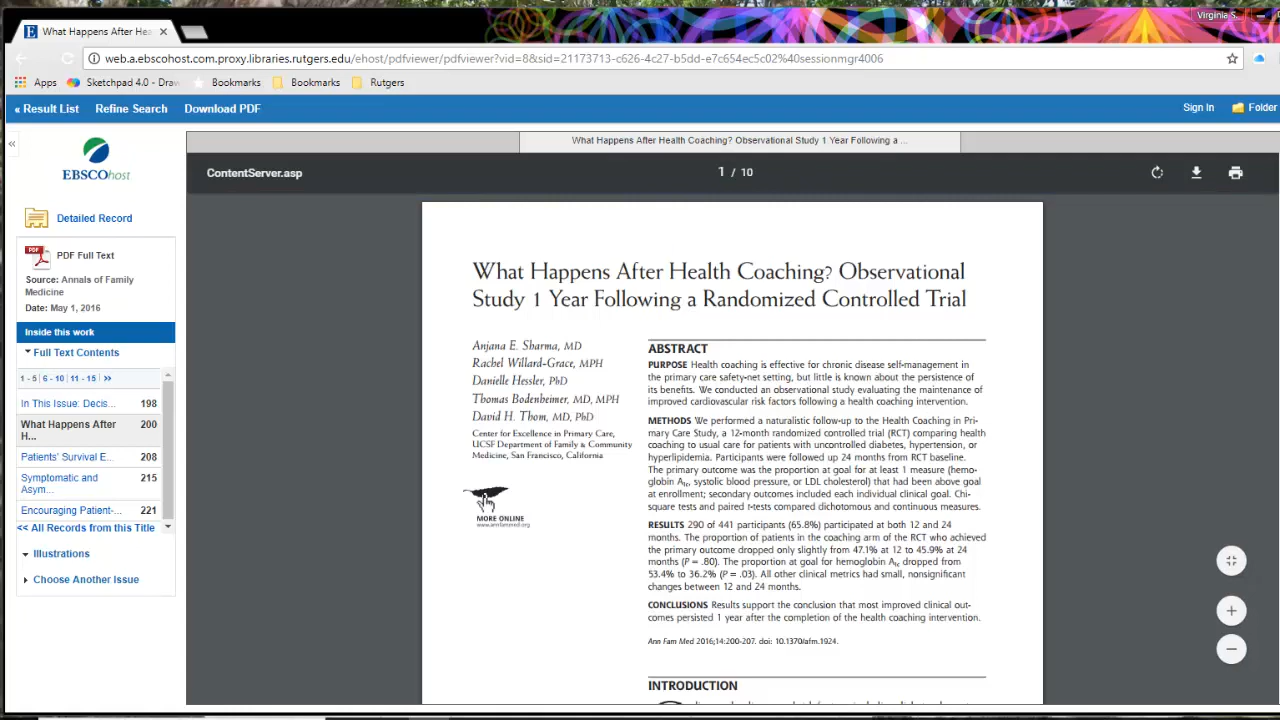 Virginia S.
What Happens After Hea
web.a.ebscohost.com.proxy.libraries.rutgers.edu/ehost/pdfviewer/pdfviewer?vid=8&sid=21173713-c626-4c27-b5dd-e7c654ec5c02%40sessionmgr4006
Apps Sketchpad 4.0 - Draw Bookmarks Bookmarks Rutgers
« Result List Refine Search Download PDF Sign In Folder
What Happens After Health Coaching? Observational Study 1 Year Following a ...
ContentServer.asp 1 / 10
EBSCOhost
Detailed Record
PDF
PDF Full Text
Source: Annals of Family
Medicine
Date: May 1, 2016
Inside this work
Full Text Contents
1 - 5 6 - 10 11 - 15 >>
In This Issue: Decis... 198
What Happens After H... 200
Patients' Survival E... 208
Symptomatic and Asym... 215
Encouraging Patient-... 221
<< All Records from this Title
Illustrations
Choose Another Issue
What Happens After Health Coaching? Observational
Study 1 Year Following a Randomized Controlled Trial
Anjana E. Sharma, MD
Rachel Willard-Grace, MPH
Danielle Hessler, PhD
Thomas Bodenheimer, MD, MPH
David H. Thom, MD, PhD
Center for Excellence in Primary Care,
UCSF Department of Family & Community
Medicine, San Francisco, California
MORE ONLINE
www.annfammed.org
ABSTRACT
PURPOSE Health coaching is effective for chronic disease self-management in
the primary care safety-net setting, but little is known about the persistence of
its benefits. We conducted an observational study evaluating the maintenance of
improved cardiovascular risk factors following a health coaching intervention.
METHODS We performed a naturalistic follow-up to the Health Coaching in Pri-
mary Care Study, a 12-month randomized controlled trial (RCT) comparing health
coaching to usual care for patients with uncontrolled diabetes, hypertension, or
hyperlipidemia. Participants were followed up 24 months from RCT baseline.
The primary outcome was the proportion at goal for at least 1 measure (hemo-
globin A1c, systolic blood pressure, or LDL cholesterol) that had been above goal
at enrollment; secondary outcomes included each individual clinical goal. Chi-
square tests and paired t-tests compared dichotomous and continuous measures.
RESULTS 290 of 441 participants (65.8%) participated at both 12 and 24
months. The proportion of patients in the coaching arm of the RCT who achieved
the primary outcome dropped only slightly from 47.1% at 12 to 45.9% at 24
months (P = .80). The proportion at goal for hemoglobin A1c dropped from
53.4% to 36.2% (P = .03). All other clinical metrics had small, nonsignificant
changes between 12 and 24 months.
CONCLUSIONS Results support the conclusion that most improved clinical out-
comes persisted 1 year after the completion of the health coaching intervention.
Ann Fam Med 2016;14:200-207. doi: 10.1370/afm.1924.
INTRODUCTION